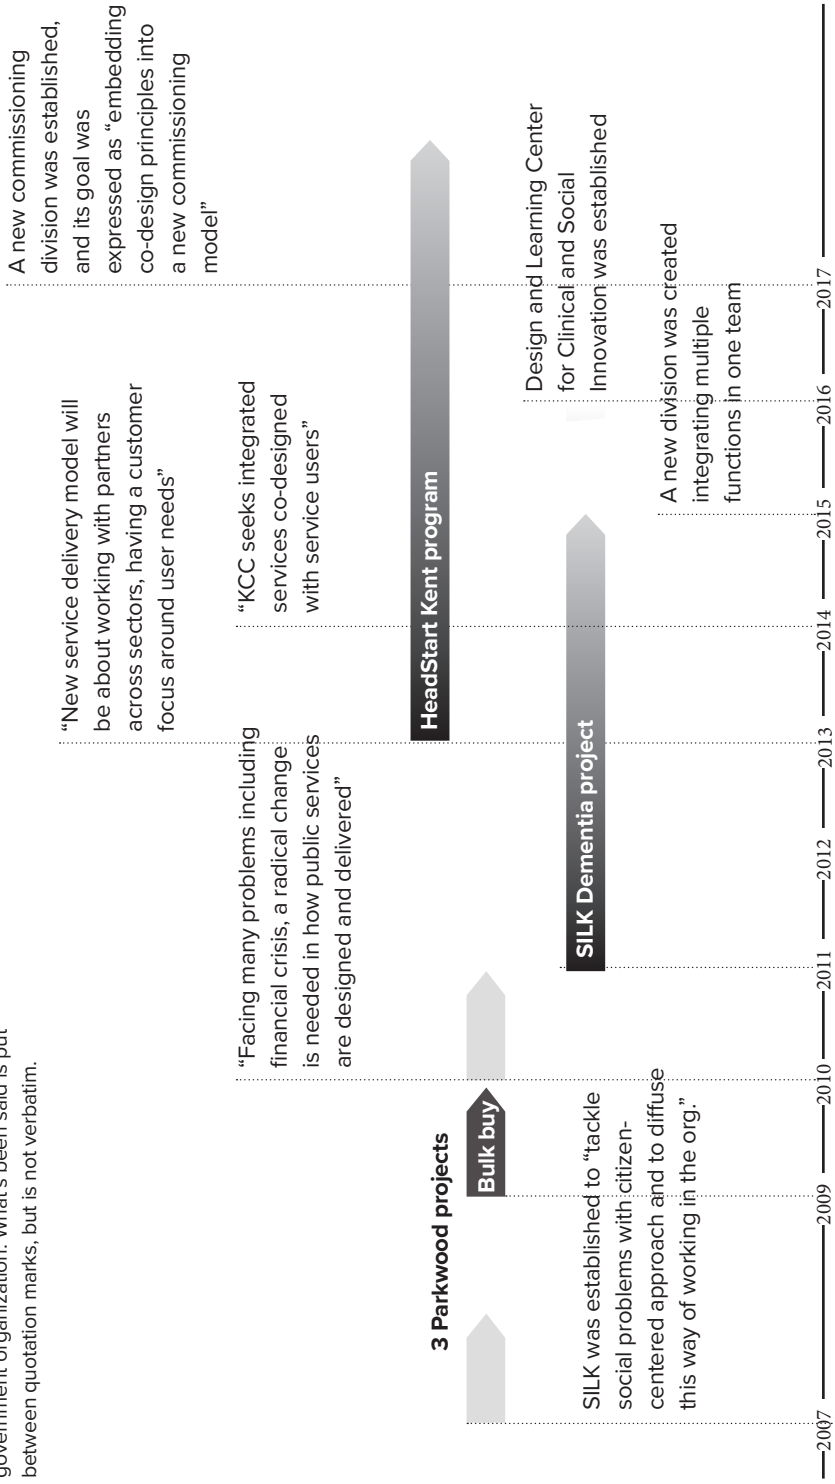 government organization. What's been said is put
between quotation marks, but is not verbatim.
A new commissioning
division was established,
and its goal was
expressed as “embedding
co-design principles into
a new commissioning
model”
“New service delivery model will
be about working with partners
across sectors, having a customer
focus around user needs”
“Facing many problems including
financial crisis, a radical change
is needed in how public services
are designed and delivered”
“KCC seeks integrated
services co-designed
with service users”
HeadStart Kent program
3 Parkwood projects
Bulk buy
Design and Learning Center
for Clinical and Social
Innovation was established
SILK Dementia project
SILK was established to “tackle
social problems with citizen-
centered approach and to diffuse
this way of working in the org.”
A new division was created
integrating multiple
functions in one team
2007
2009
2010
2011
2012
2013
2014
2015
2016
2017